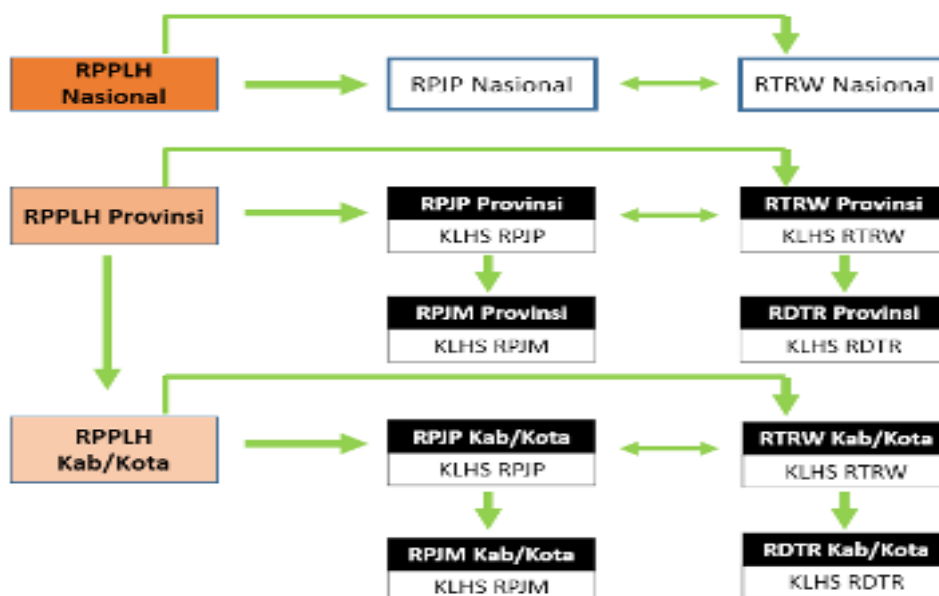 RPPLH
Nasional
RPJP Nasional
RTRW Nasional
RPPLH Provinsi
RPJP Provinsi
KLHS RPJP
RTRW Provinsi
KLHS RTRW
RPJM Provinsi
KLHS RPJM
RDTR Provinsi
KLHS RDTR
RPPLH
Kab/Kota
RPJP Kab/Kota
KLHS RPJP
RTRW Kab/Kota
KLHS RTRW
RPJM Kab/Kota
KLHS RPJM
RDTR Kab/Kota
KLHS RDTR